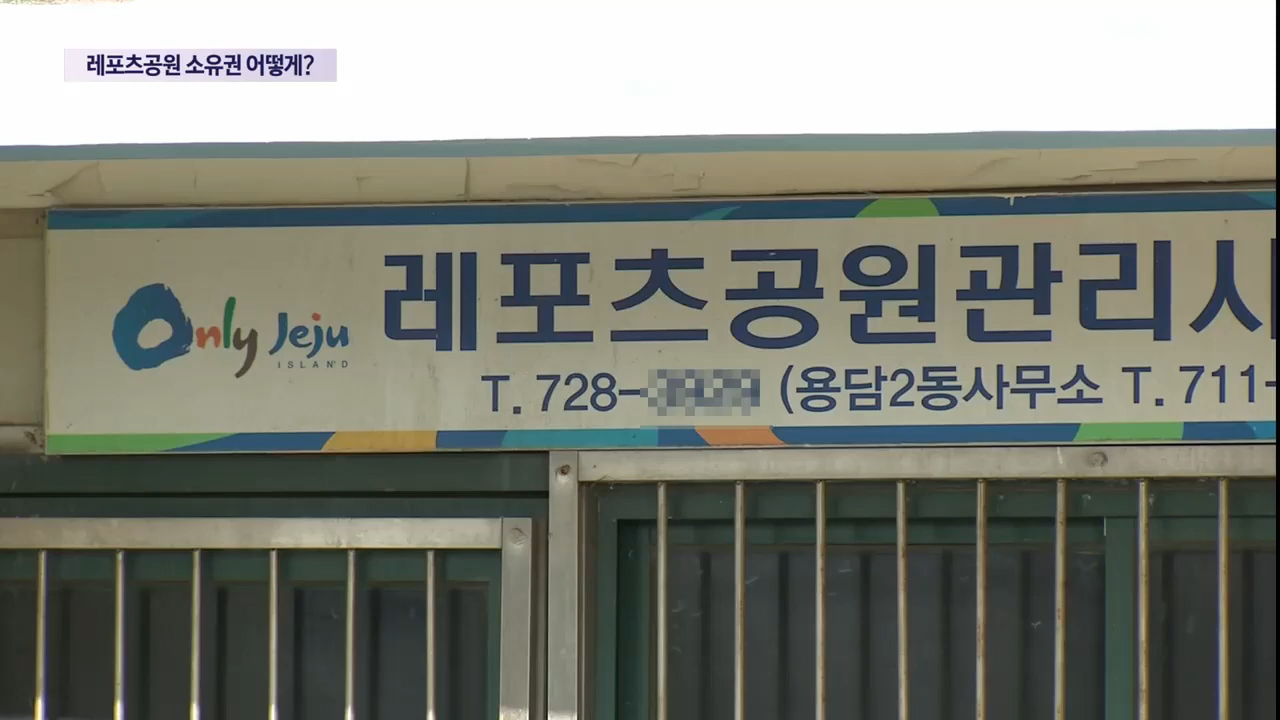 레포츠공원 소유권 어떻게?
Only Jeju
ISLAND
레포츠공원관리사
T. 728- (용담2동사무소 T. 711-